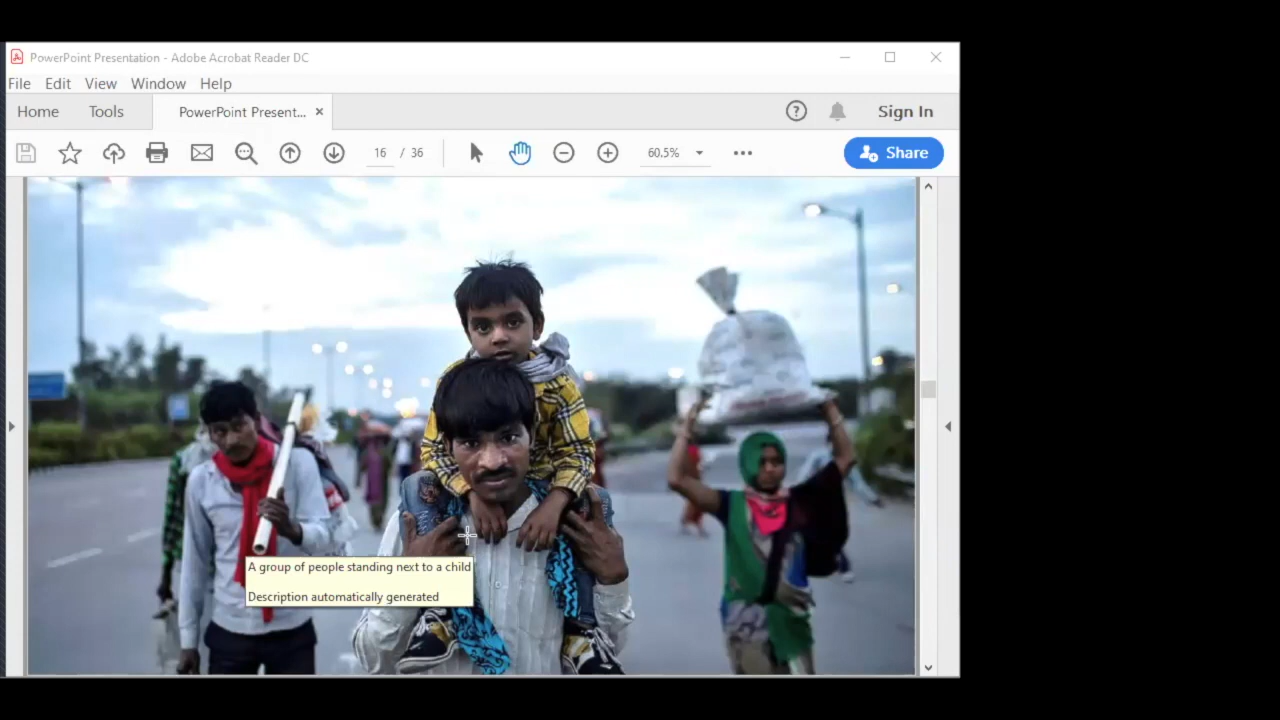 PowerPoint Presentation - Adobe Acrobat Reader DC
File Edit View Window Help
Home Tools PowerPoint Present... Sign In
16 / 36 60.5% Share
A group of people standing next to a child
Description automatically generated